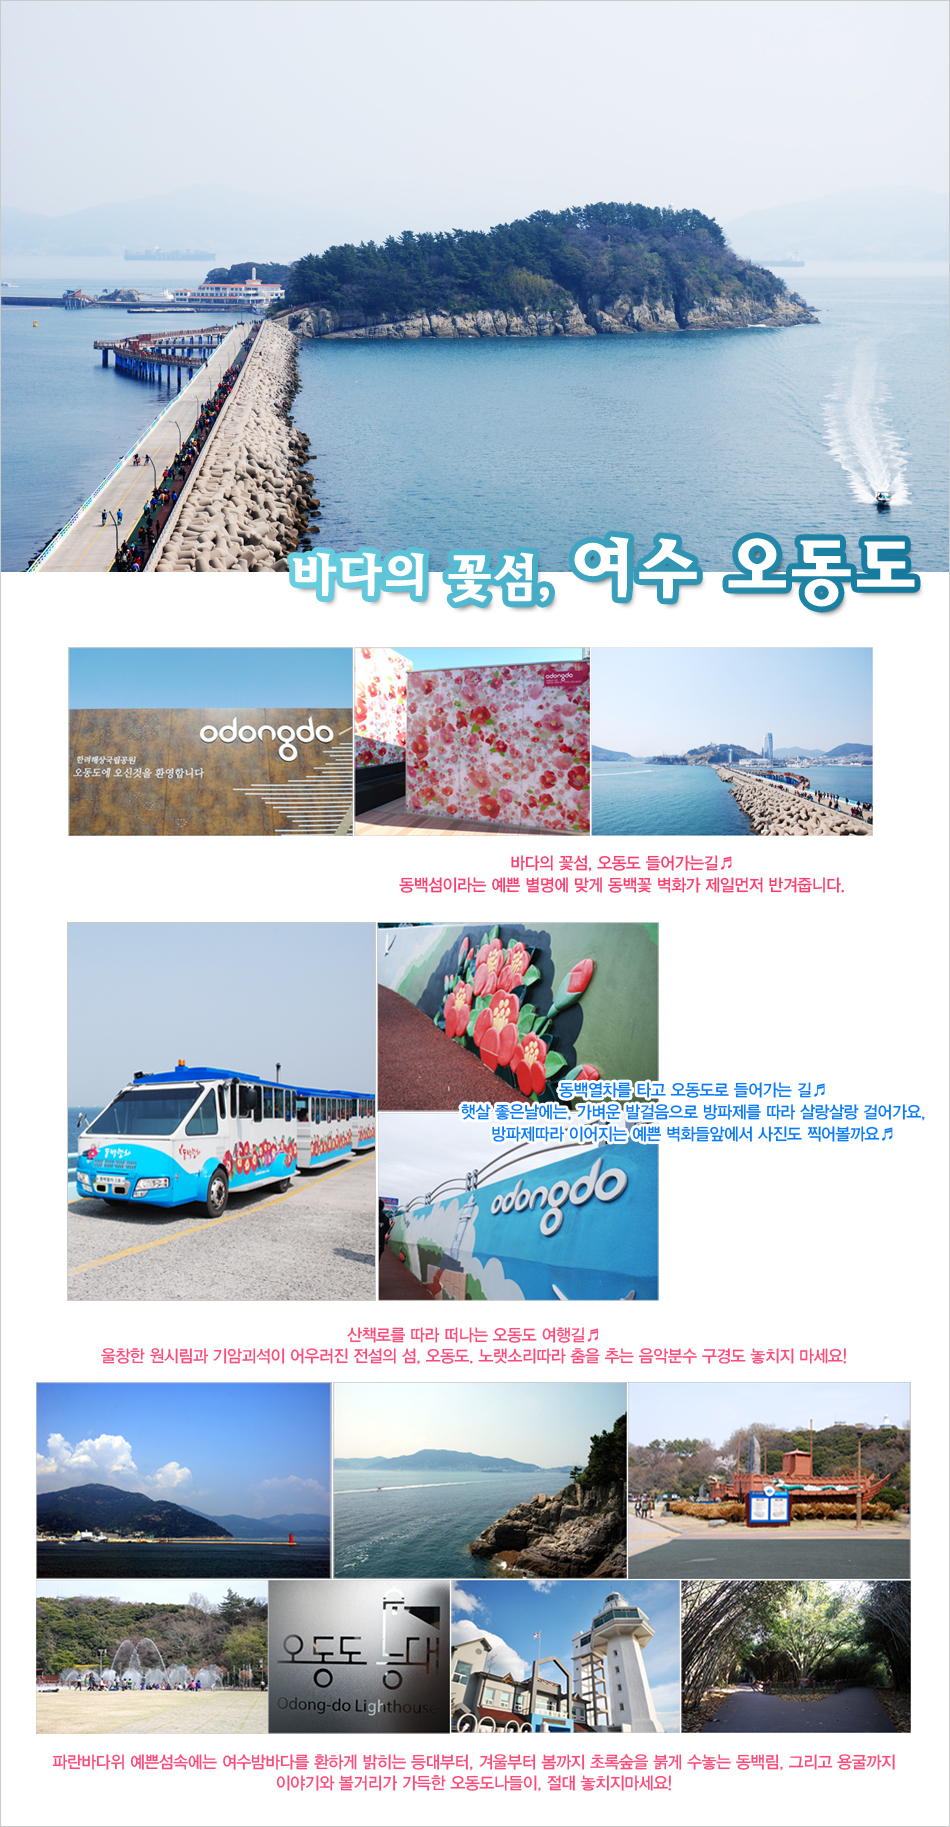 바다의 꽃섬, 여수 오동도
odongdo
한려해상국립공원
오동도에 오신것을 환영합니다
odongdo
바다의 꽃섬, 오동도 들어가는길♬
동백섬이라는 예쁜 별명에 맞게 동백꽃 벽화가 제일먼저 반겨줍니다.
동백열차를 타고 오동도로 들어가는 길♬
햇살 좋은날에는, 가벼운 발걸음으로 방파제를 따라 살랑살랑 걸어가요,
방파제따라 이어지는 예쁜 벽화들앞에서 사진도 찍어볼까요♬
odongdo
산책로를 따라 떠나는 오동도 여행길♬
울창한 원시림과 기암괴석이 어우러진 전설의 섬, 오동도, 노랫소리따라 춤을 추는 음악분수 구경도 놓치지 마세요!
오동도 등대
Odong-do Lighthouse
파란바다위 예쁜섬속에는 여수밤바다를 환하게 밝히는 등대부터, 겨울부터 봄까지 초록숲을 붉게 수놓는 동백림, 그리고 용굴까지
이야기와 볼거리가 가득한 오동도나들이, 절대 놓치지마세요!